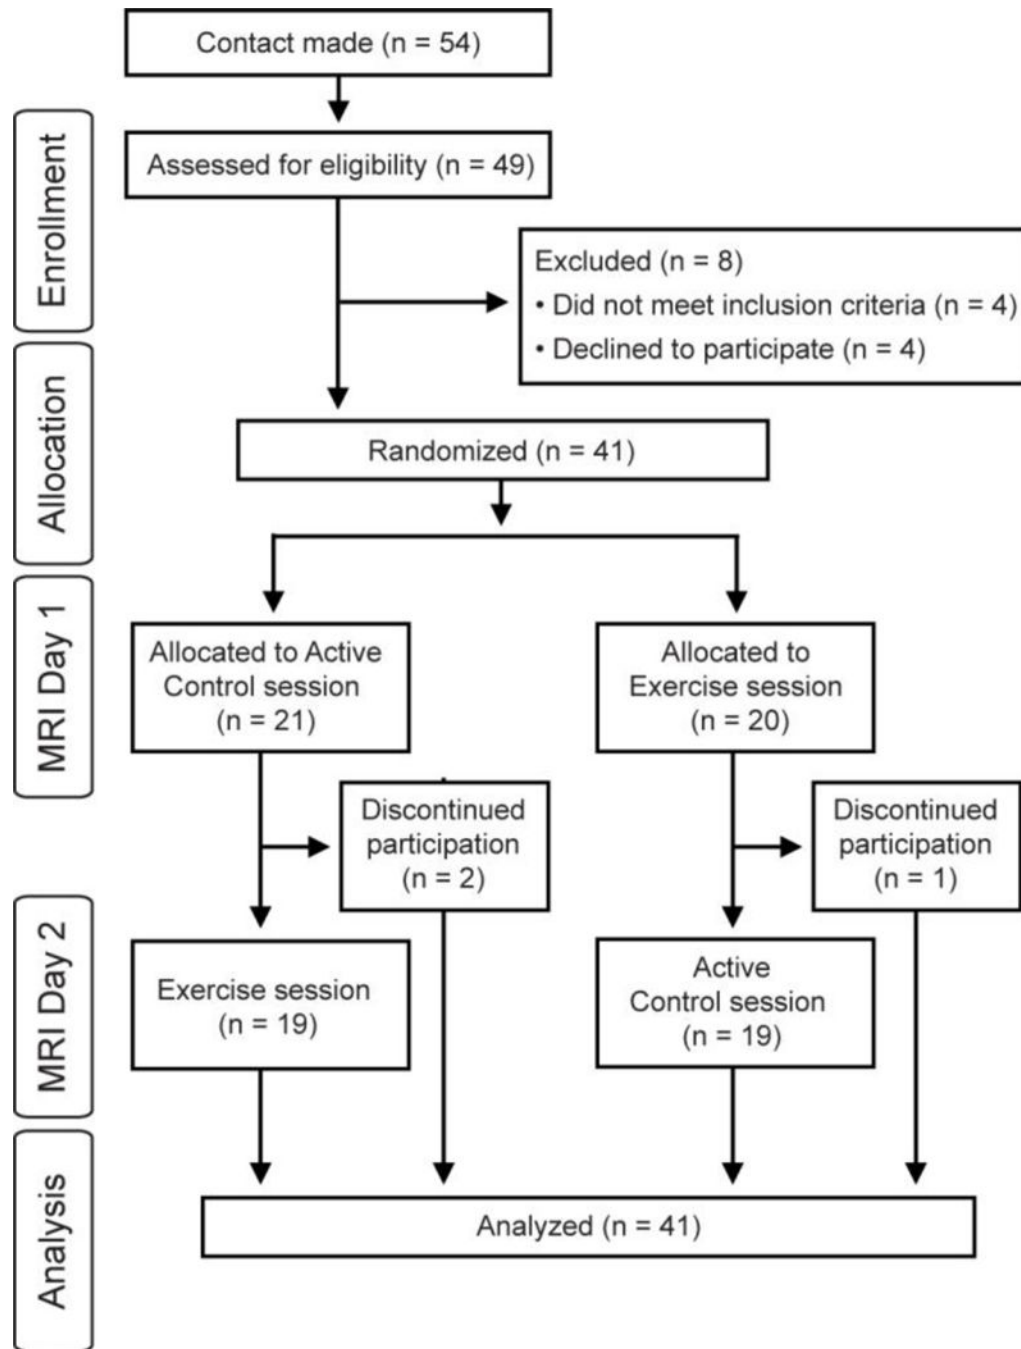 Contact made (n = 54)
Enrollment
Assessed for eligibility (n = 49)
Excluded (n = 8)
• Did not meet inclusion criteria (n = 4)
• Declined to participate (n = 4)
Allocation
Randomized (n = 41)
MRI Day 1
Allocated to Active
Control session
(n = 21)
Allocated to
Exercise session
(n = 20)
Discontinued
participation
(n = 2)
Discontinued
participation
(n = 1)
MRI Day 2
Exercise session
(n = 19)
Active
Control session
(n = 19)
Analysis
Analyzed (n = 41)